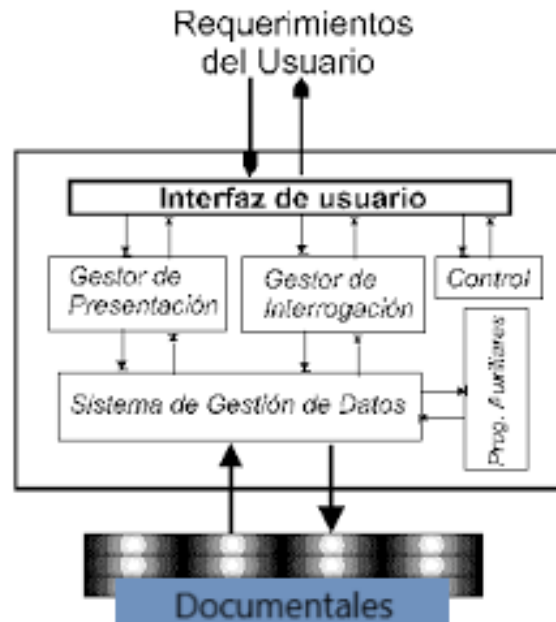 Requerimientos
del Usuario
Interfaz de usuario
Gestor de
Presentación
Gestor de
Interrogación
Control
Prog. Auxiliares
Sistema de Gestión de Datos
Documentales